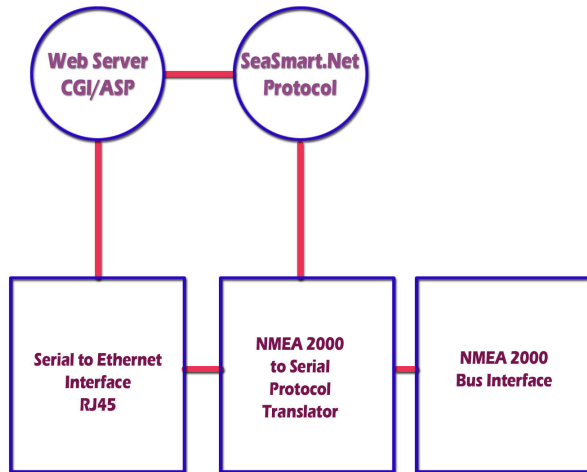 Web Server
CGI/ASP
SeaSmart.Net
Protocol
Serial to Ethernet
Interface
RJ45
NMEA 2000
to Serial
Protocol
Translator
NMEA 2000
Bus Interface